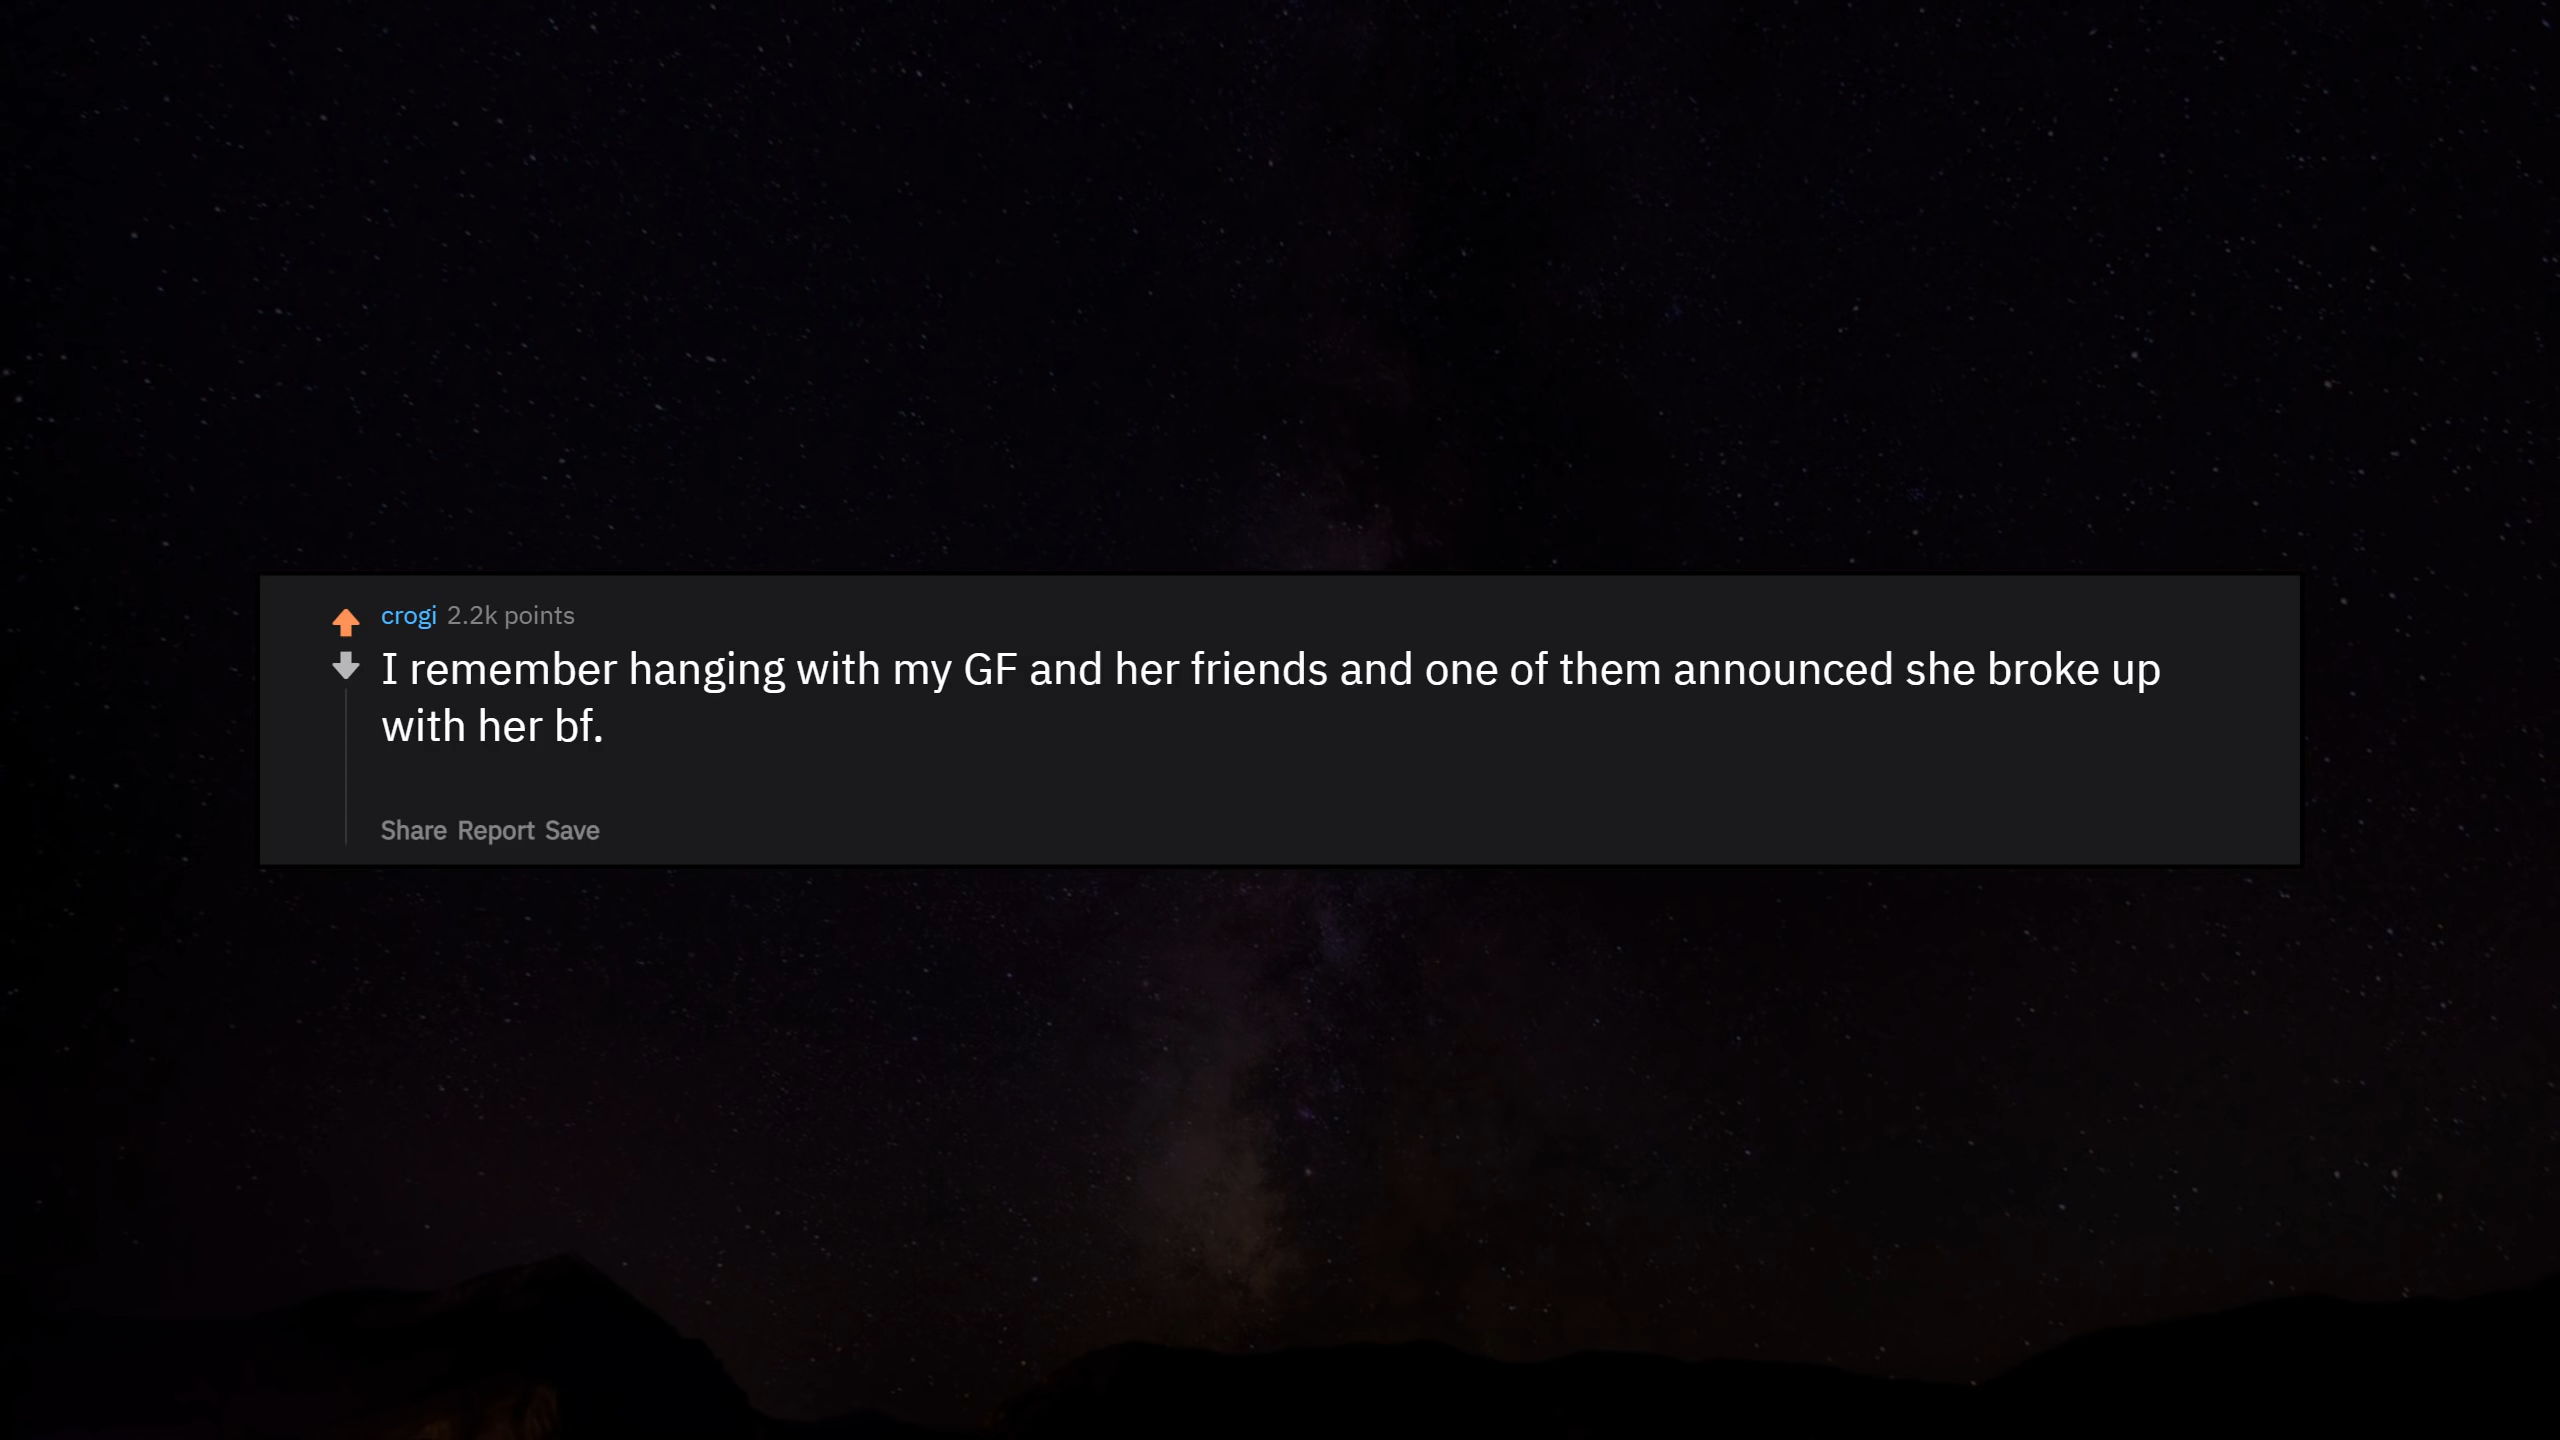 crogi 2.2k points
I remember hanging with my GF and her friends and one of them announced she broke up
with her bf.
Share Report Save